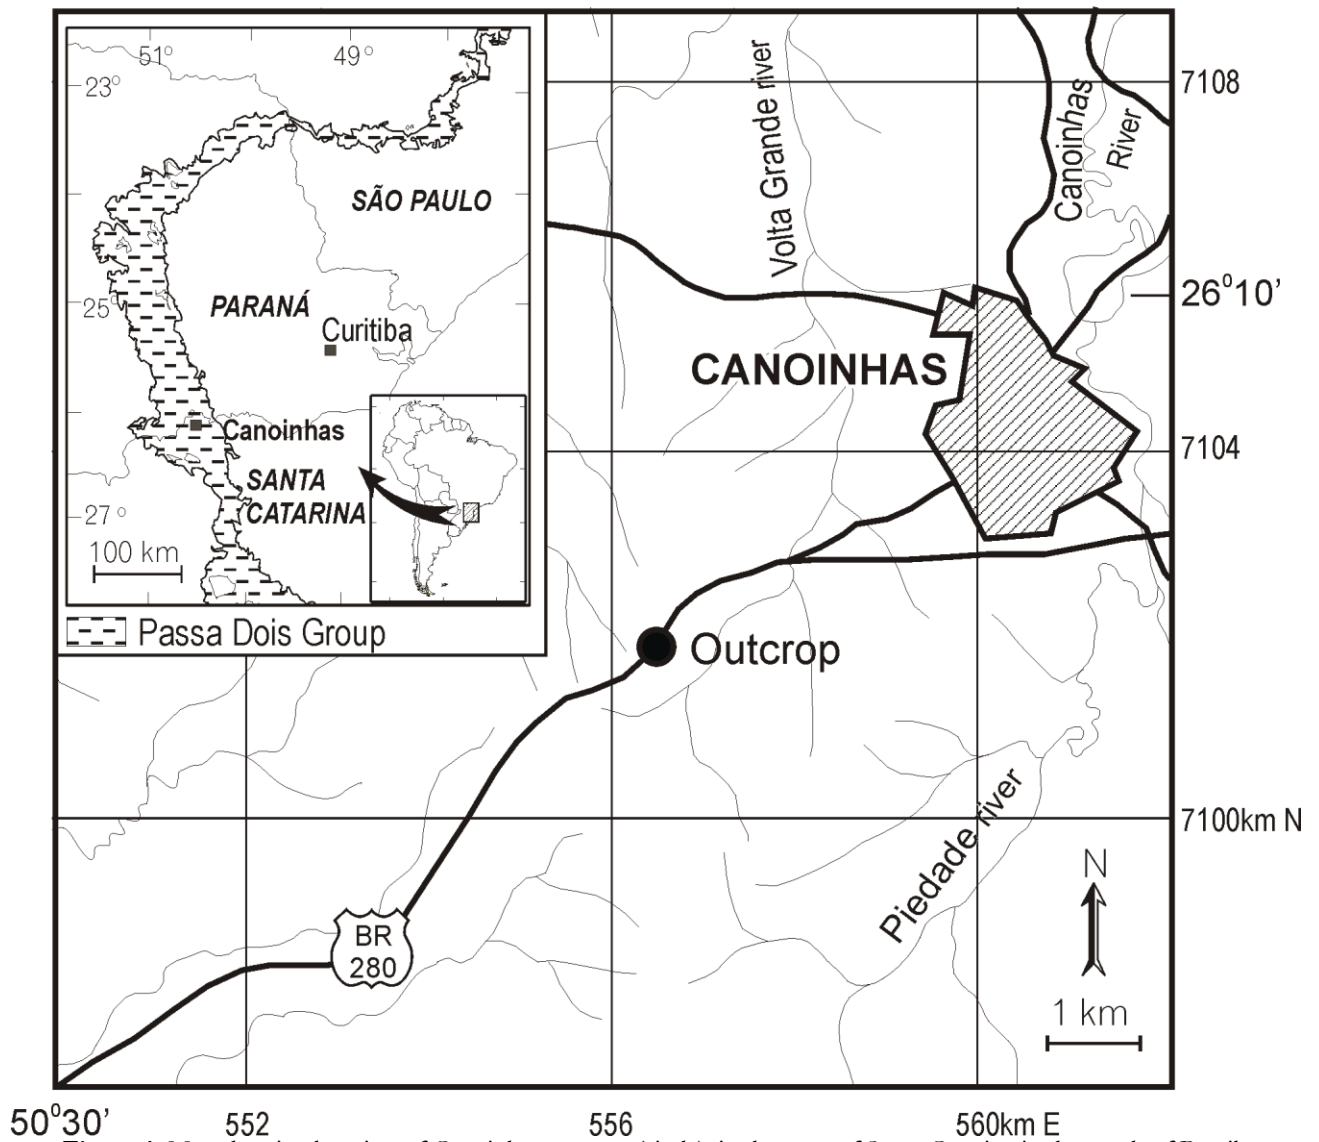 51°
49°
23°
SÃO PAULO
PARANÁ
25°
Curitiba
Canoinhas
SANTA
CATARINA
27°
100 km
Passa Dois Group
Volta Grande river
Canoinhas
River
7108
26°10'
CANOINHAS
7104
Outcrop
Piedade river
7100km N
N
BR
280
1 km
50°30'
552
556
560km E